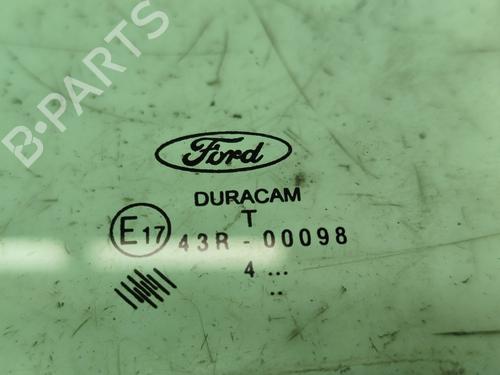 B-PARTS
Ford
DURACAM
T
E17
43R-00098
4 ...
..